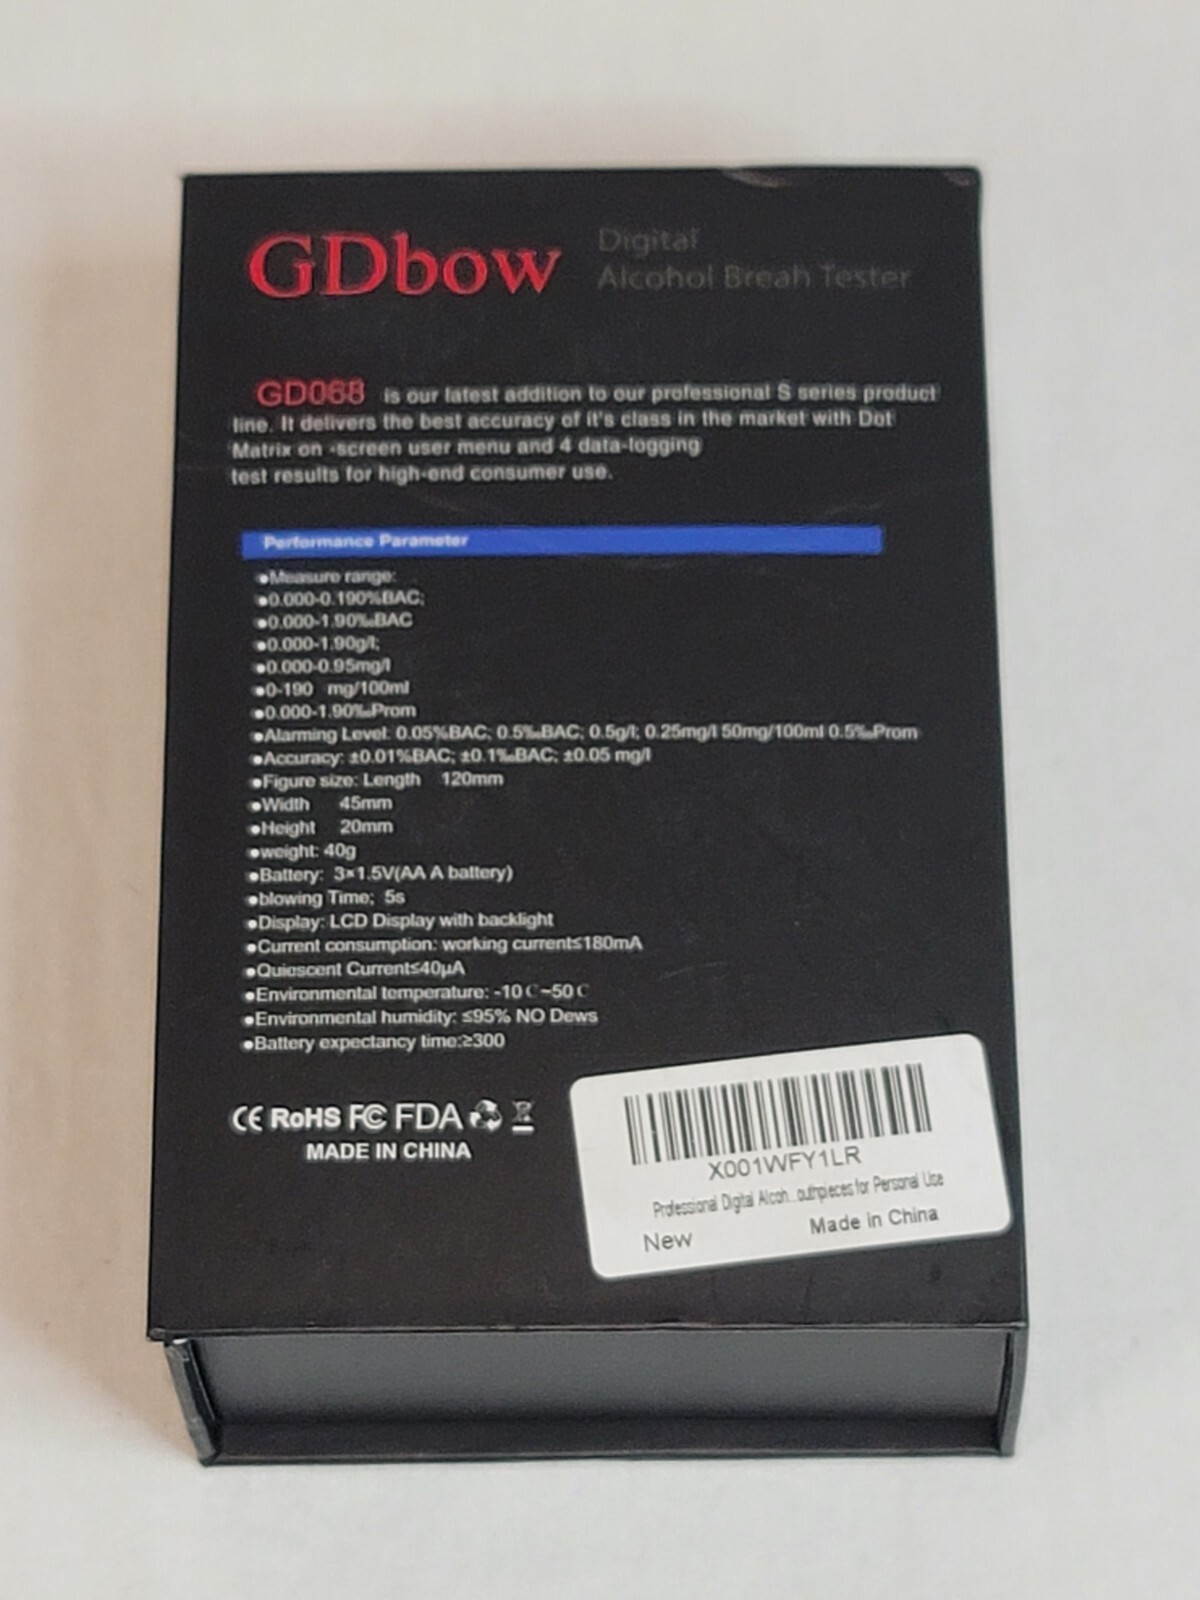 GDbow
Digital
Alcohol Breah Tester
GD068 is our latest addition to our professional S series product
line. It delivers the best accuracy of it's class in the market with Dot
Matrix on -screen user menu and 4 data-logging
test results for high-end consumer use.
Performance Parameter
●Measure range:
●0.000-0.190%BAC;
●0.000-1.90‰BAC
●0.000-1.90g/l;
●0.000-0.95mg/l
●0-190 mg/100ml
●0.000-1.90‰Prom
●Alarming Level: 0.05%BAC; 0.5‰BAC; 0.5g/l; 0.25mg/l 50mg/100ml 0.5‰Prom
●Accuracy: ±0.01%BAC; ±0.1‰BAC; ±0.05 mg/l
●Figure size: Length 120mm
●Width 45mm
●Height 20mm
●weight: 40g
●Battery: 3×1.5V(AA A battery)
●blowing Time; 5s
●Display: LCD Display with backlight
●Current consumption: working current≤180mA
●Quiescent Current≤40μA
●Environmental temperature: -10℃~50℃
●Environmental humidity: ≤95% NO Dews
●Battery expectancy time:≥300
CE RoHS FC FDA
MADE IN CHINA
X001WFY1LR
Professional Digital Alcoh...outhpieces for Personal Use
New Made in China